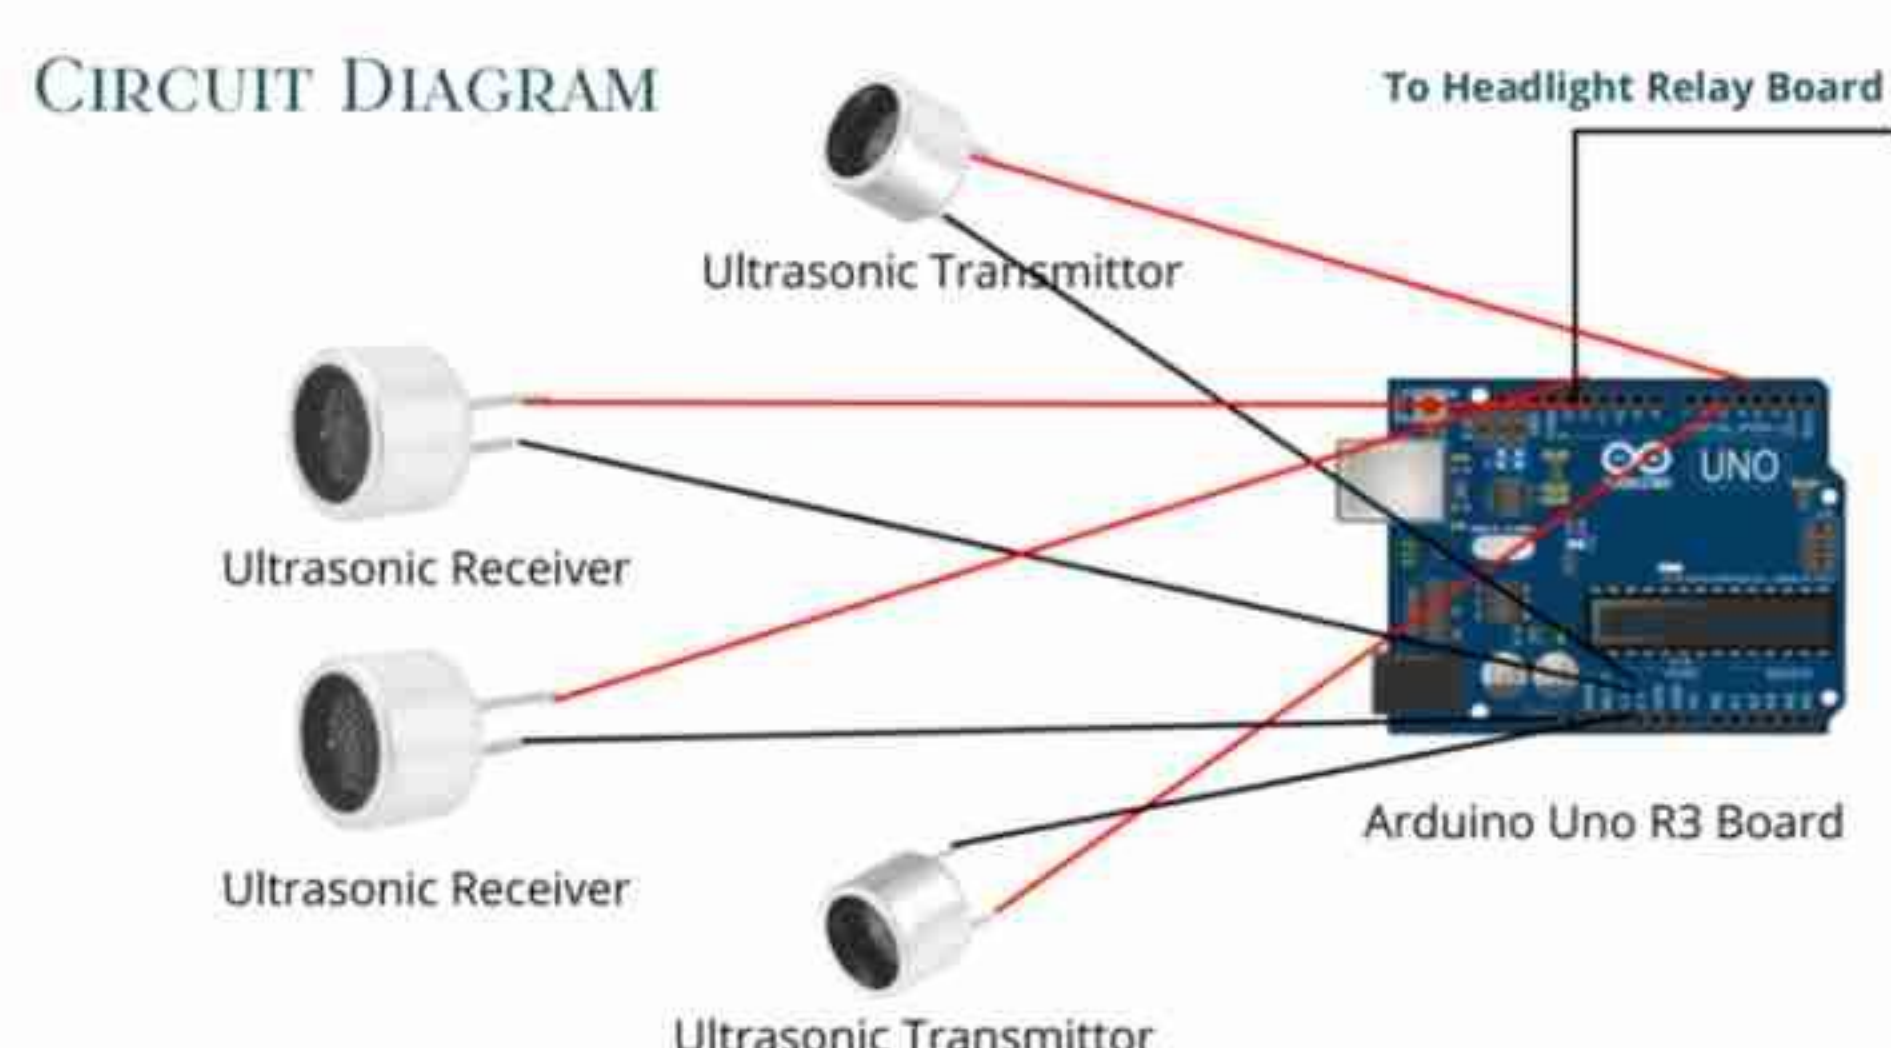 CIRCUIT DIAGRAM
To Headlight Relay Board
Ultrasonic Transmittor
Ultrasonic Receiver
UNO
Arduino Uno R3 Board
Ultrasonic Receiver
Ultrasonic Transmittor